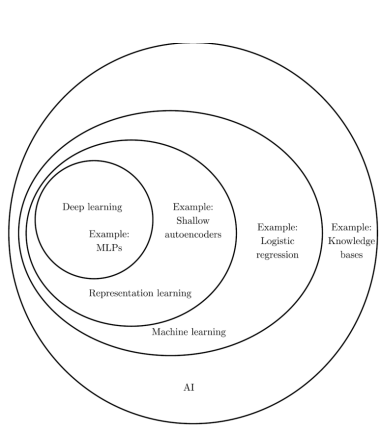 Deep learning
Example:
MLPs
Example:
Shallow
autoencoders
Example:
Logistic
regression
Example:
Knowledge
bases
Representation learning
Machine learning
AI